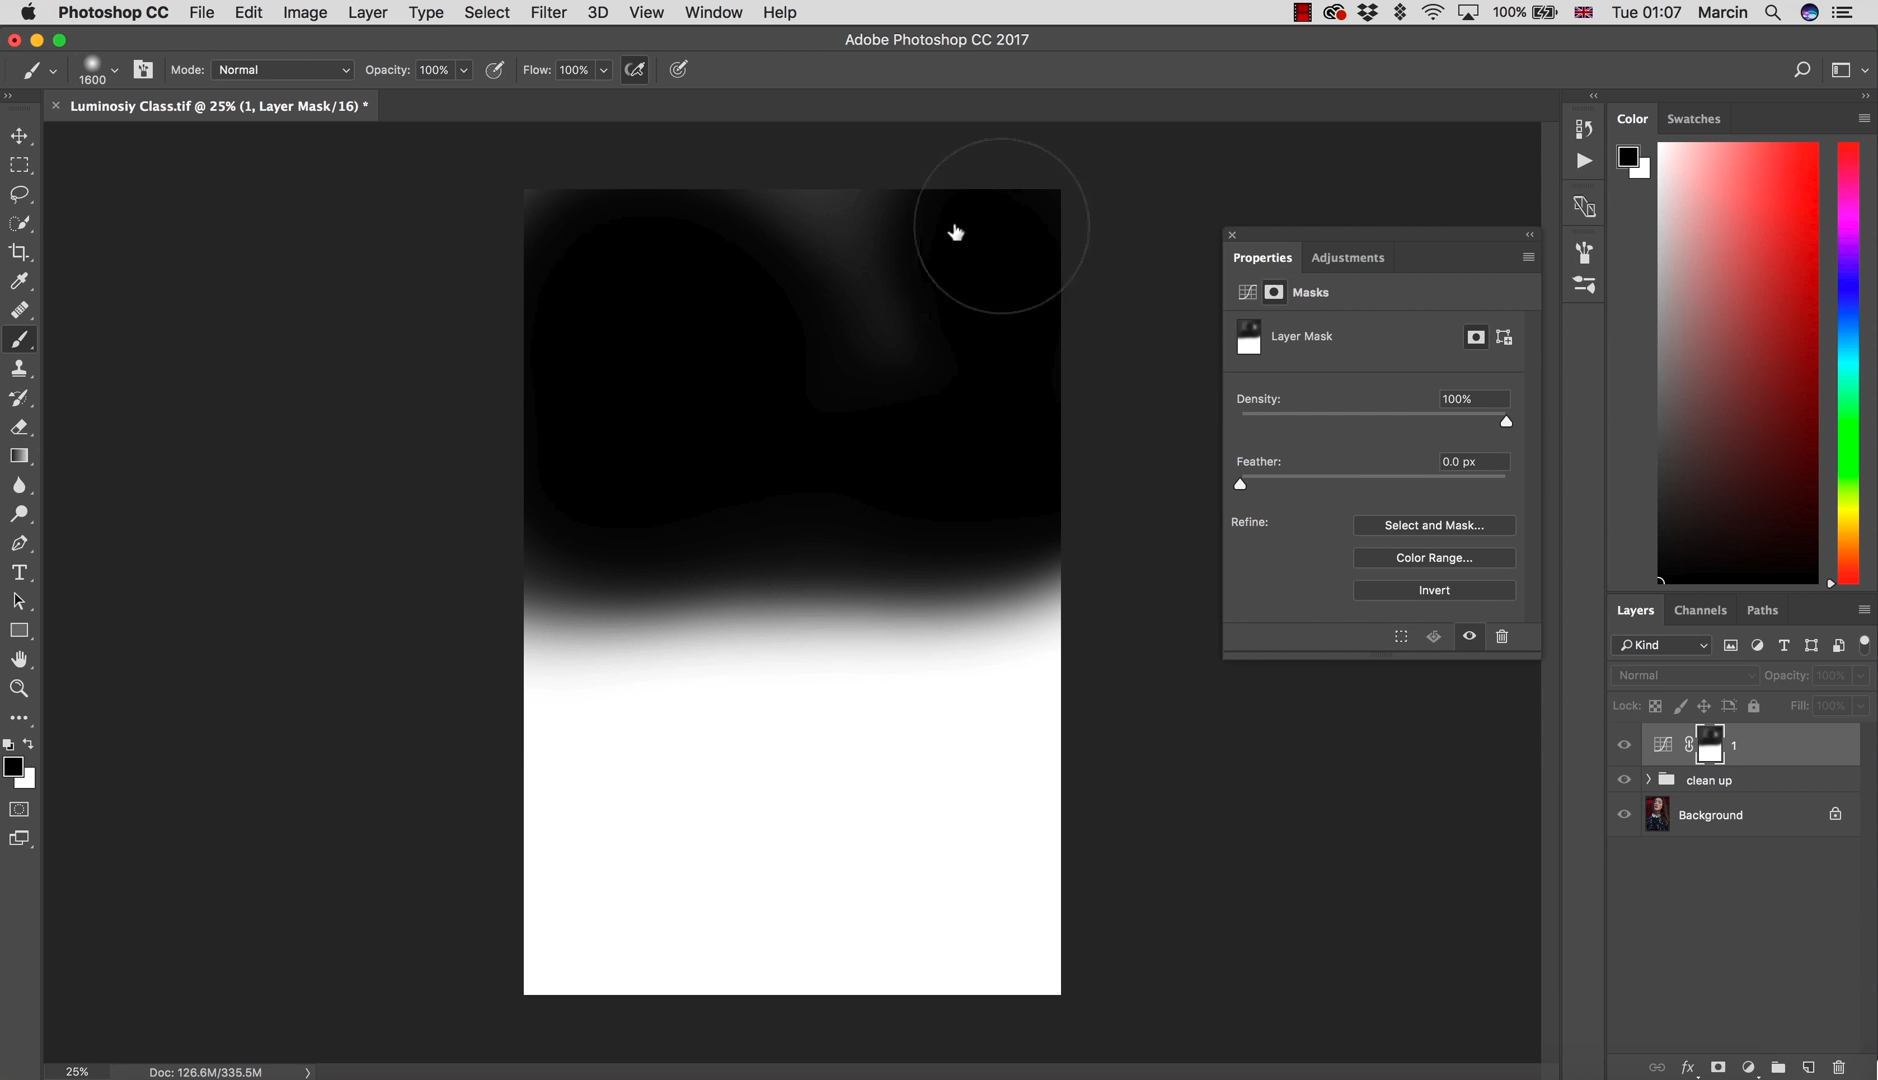 Photoshop CC File Edit Image Layer Type Select Filter 3D View Window Help 100% Tue 01:07 Marcin
Adobe Photoshop CC 2017
1600 Mode: Normal Opacity: 100% Flow: 100%
Luminosiy Class.tif @ 25% (1, Layer Mask/16) *
Color Swatches
Properties Adjustments
Masks
Layer Mask
Density: 100%
Feather: 0.0 px
Refine: Select and Mask...
Color Range...
Invert
Layers Channels Paths
Kind
Normal Opacity: 100%
Lock: Fill: 100%
1
clean up
Background
25% Doc: 126.6M/335.5M